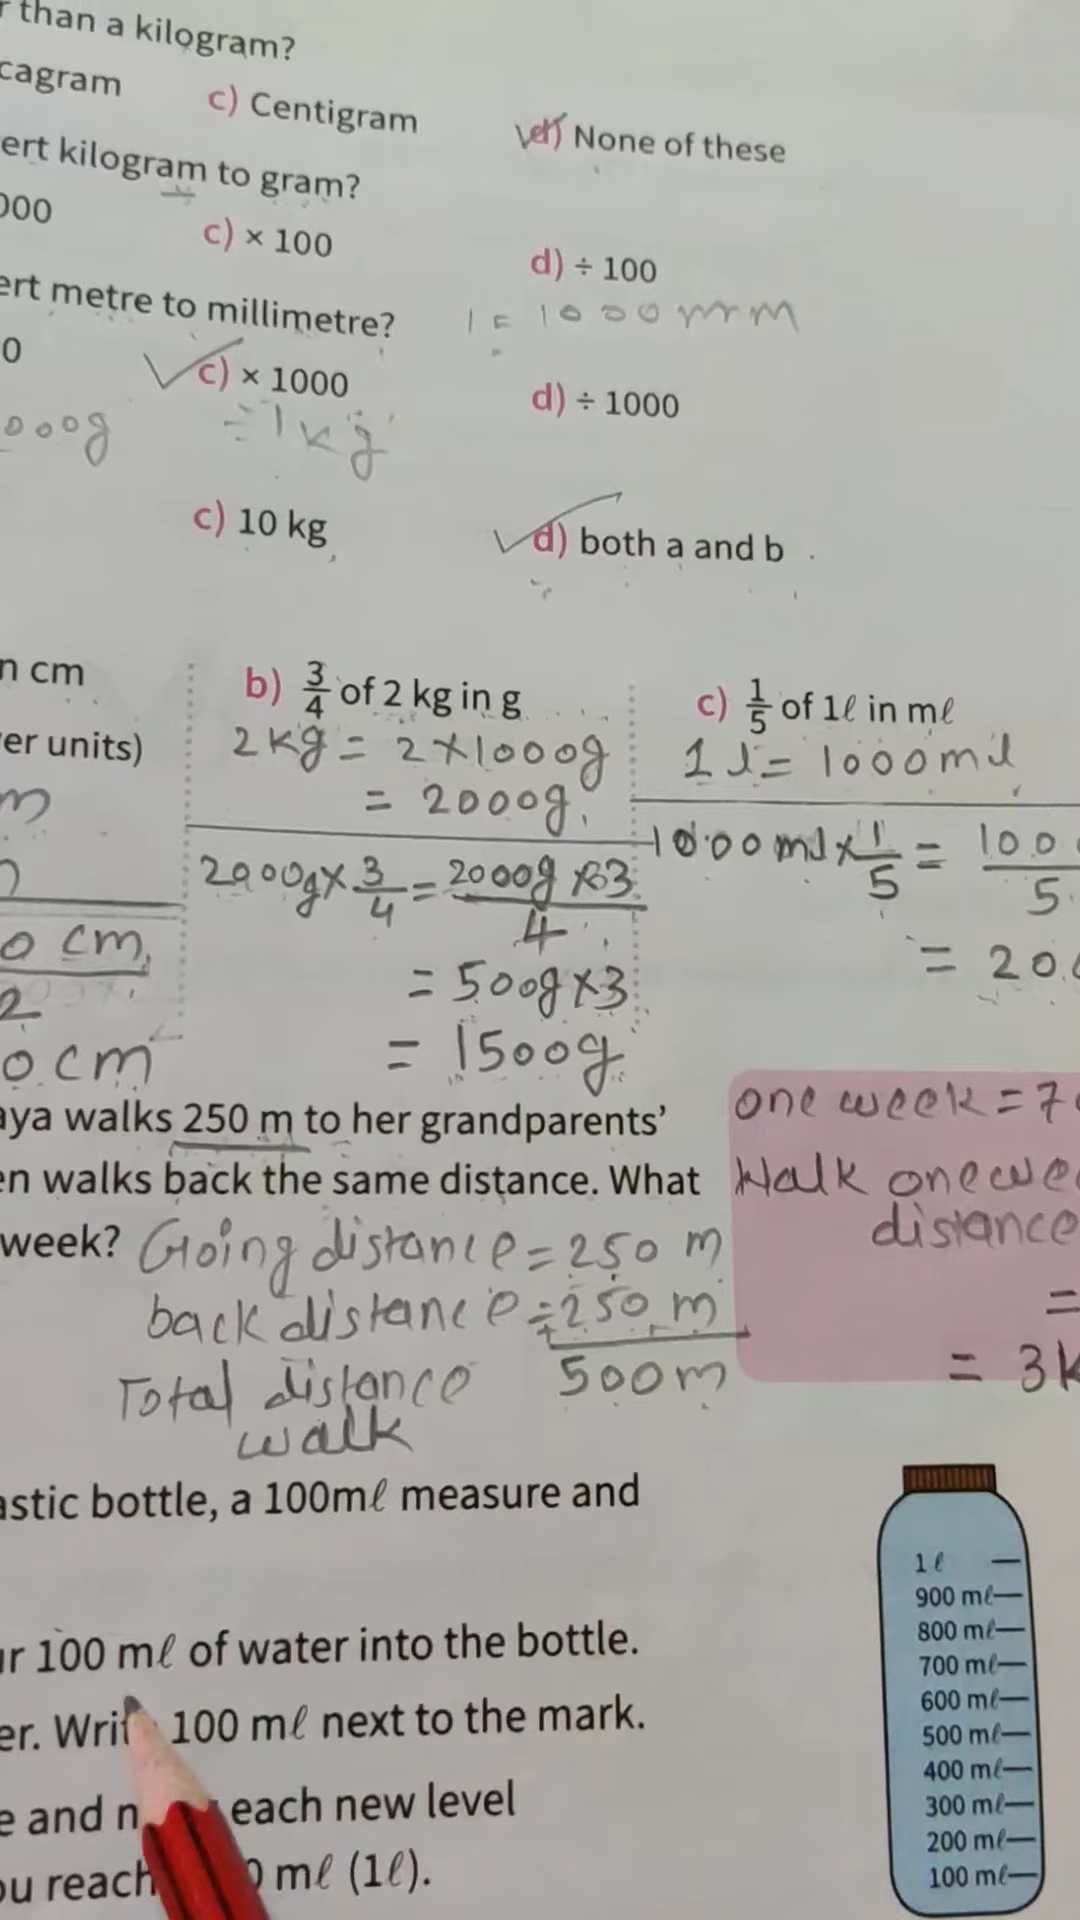 r than a kilogram?
cagram c) Centigram d) None of these
ert kilogram to gram?
000 c) × 100 d) ÷ 100
ert metre to millimetre? 1 = 1000 mm
0 c) × 1000 d) ÷ 1000
000g = 1kg
c) 10 kg d) both a and b
n cm b) 3/4 of 2 kg in g c) 1/5 of 1ℓ in mℓ
er units) 2kg = 2×1000g 1 l = 1000ml
m = 2000g
2000g × 3/4 = 2000g × 3/4 1000 ml × 1/5 = 100 /5
0 cm /2 = 500g×3 = 20
0 cm = 1500g
aya walks 250 m to her grandparents’ one week = 7
en walks back the same distance. What Walk one wee
week? Going distance = 250 m distance
back distance = +250 m =
Total distance 500m = 3k
walk
astic bottle, a 100mℓ measure and
ur 100 mℓ of water into the bottle.
er. Writ 100 mℓ next to the mark.
e and m each new level
ou reach 0 mℓ (1ℓ).
1 ℓ
900 mℓ
800 mℓ
700 mℓ
600 mℓ
500 mℓ
400 mℓ
300 mℓ
200 mℓ
100 mℓ